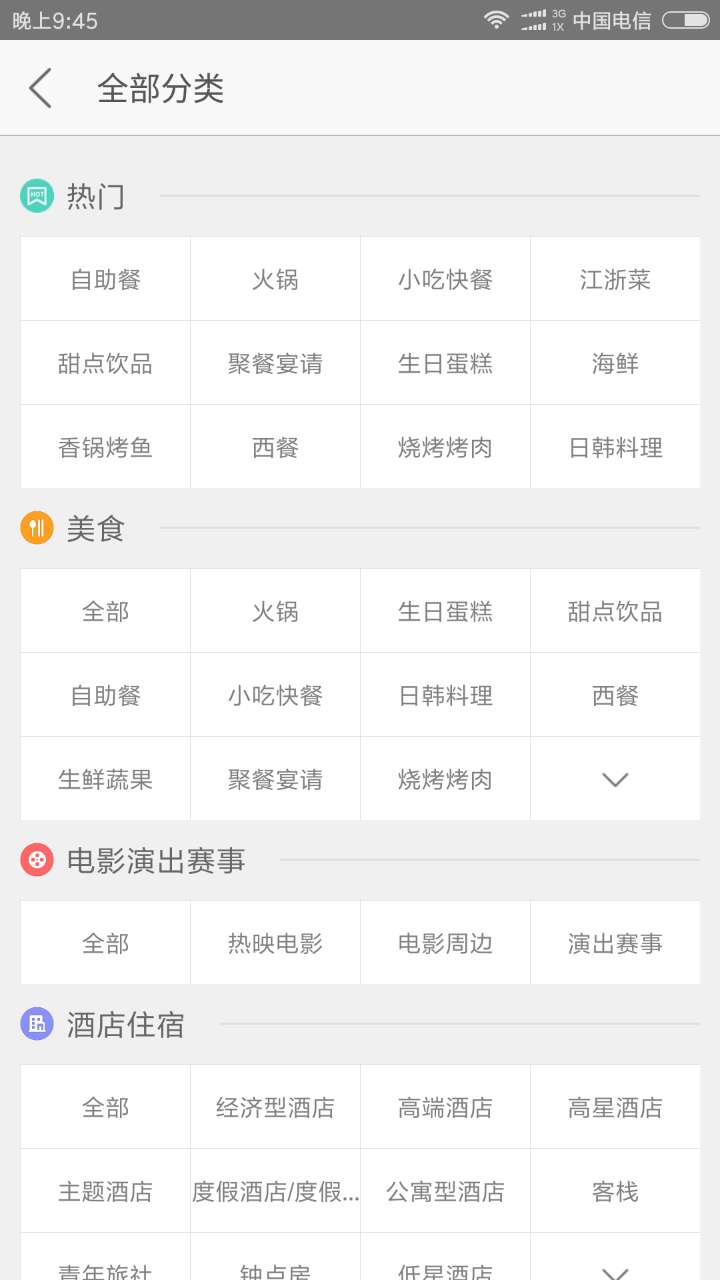 晚上9:45 3G 1X 中国电信
全部分类
HOT 热门
自助餐 火锅 小吃快餐 江浙菜
甜点饮品 聚餐宴请 生日蛋糕 海鲜
香锅烤鱼 西餐 烧烤烤肉 日韩料理
美食
全部 火锅 生日蛋糕 甜点饮品
自助餐 小吃快餐 日韩料理 西餐
生鲜蔬果 聚餐宴请 烧烤烤肉
电影演出赛事
全部 热映电影 电影周边 演出赛事
酒店住宿
全部 经济型酒店 高端酒店 高星酒店
主题酒店 度假酒店/度假... 公寓型酒店 客栈
青年旅社 钟点房 低星酒店